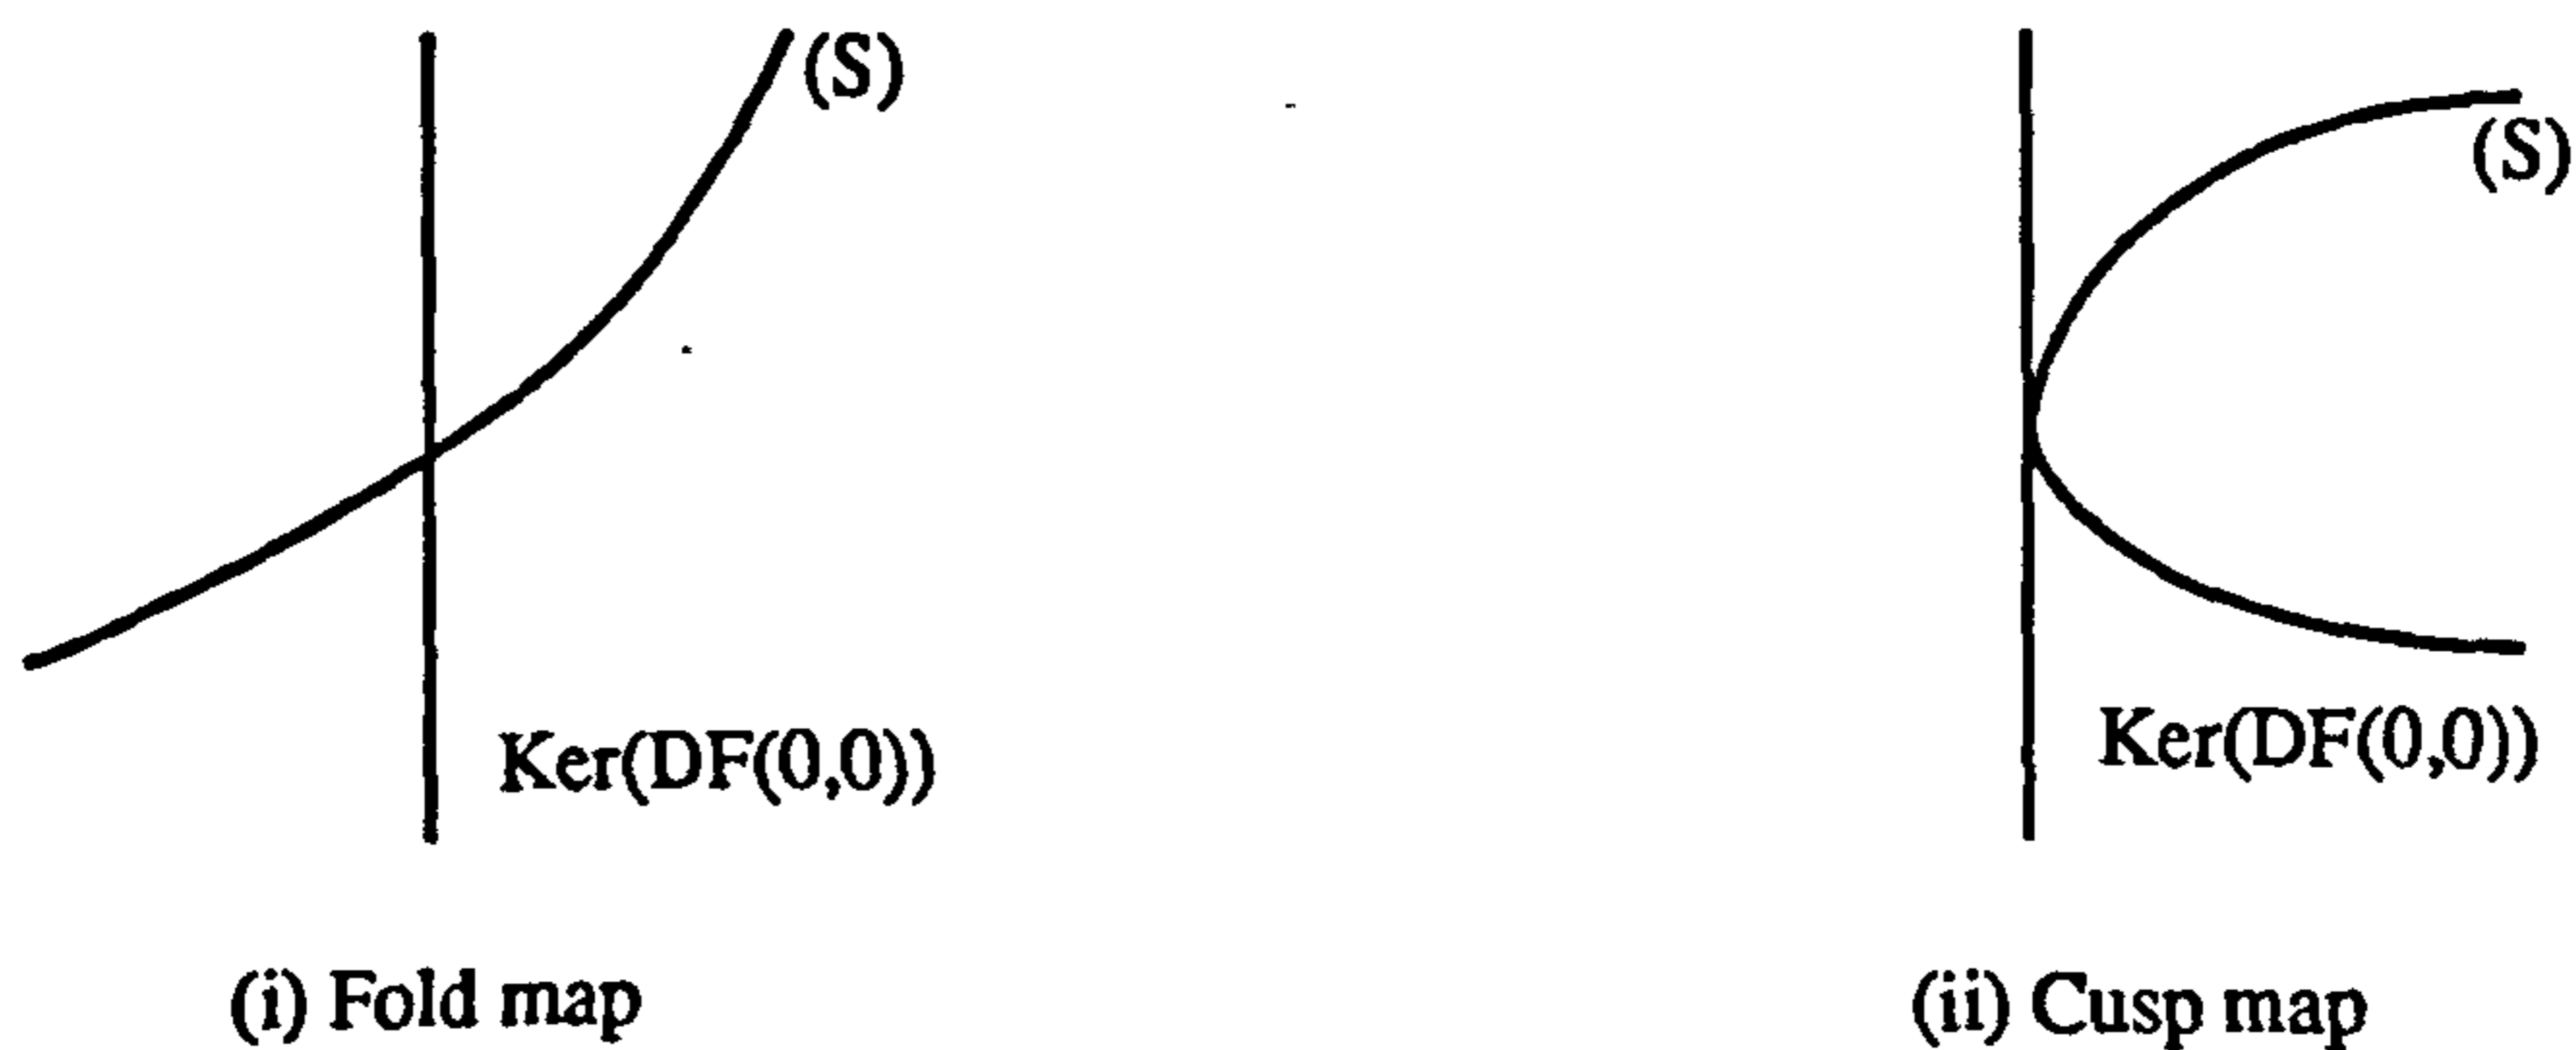 (S)
Ker(DF(0,0))
(i) Fold map
(S)
Ker(DF(0,0))
(ii) Cusp map